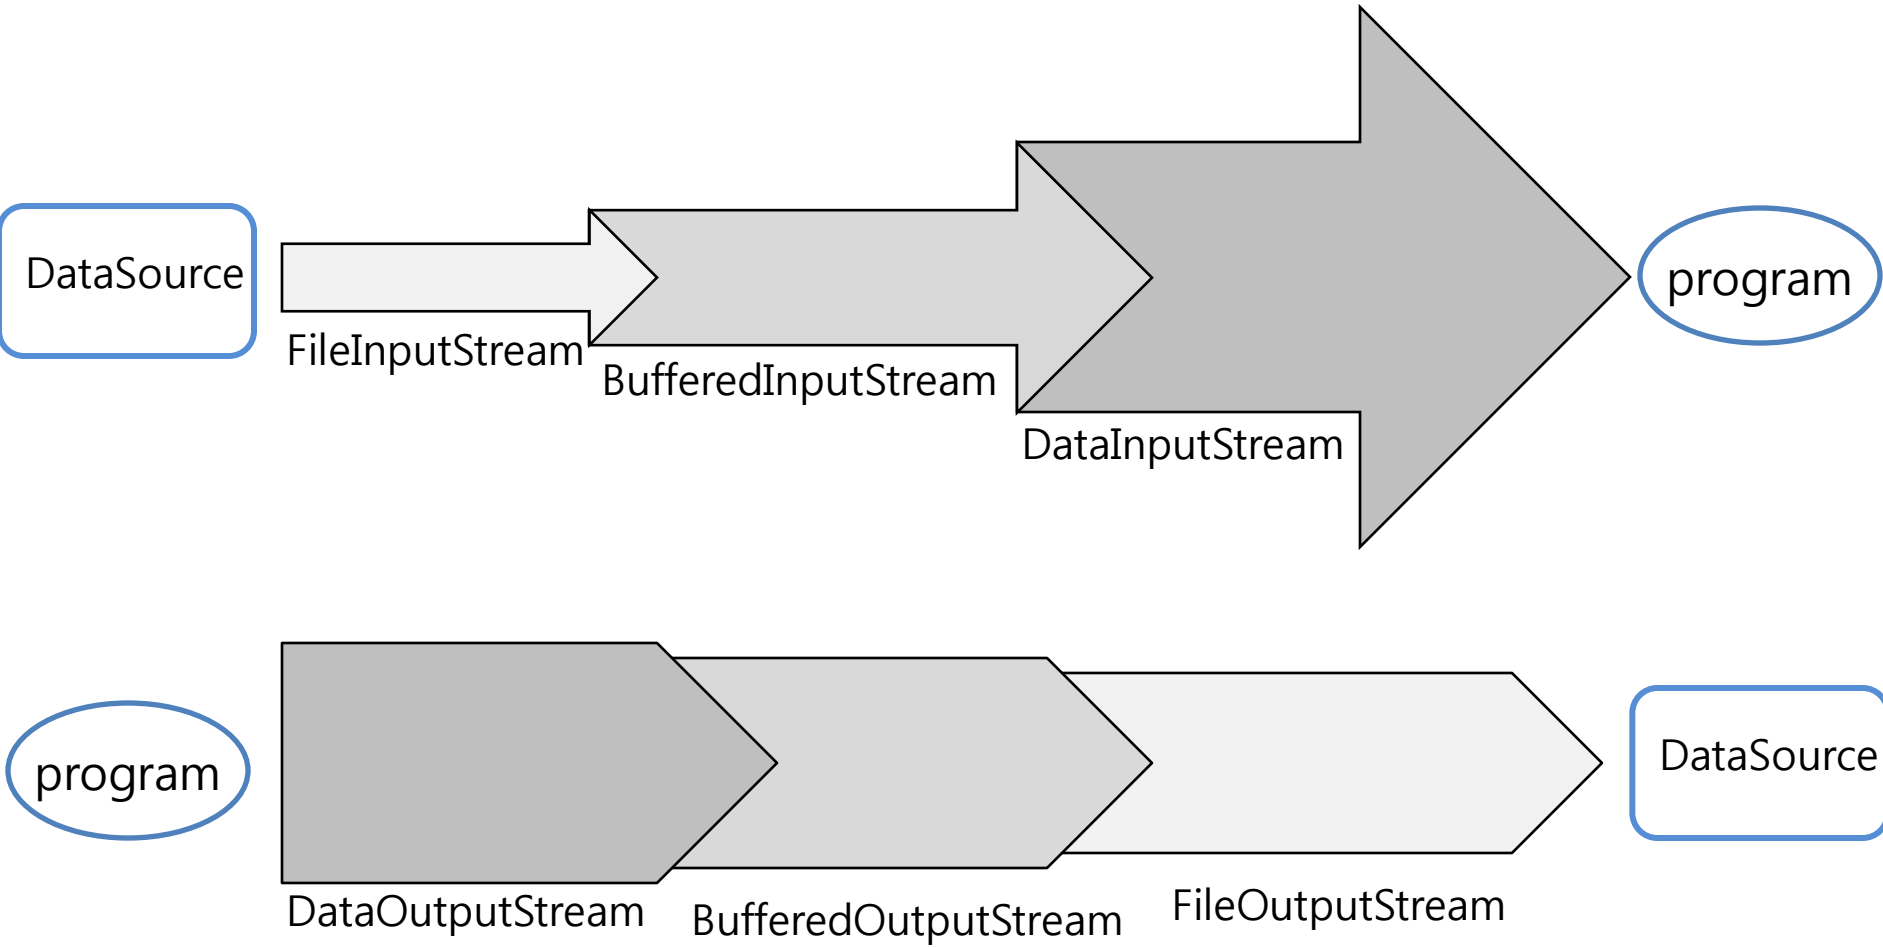 DataSource
FileInputStream
BufferedInputStream
DataInputStream
program
program
DataOutputStream
BufferedOutputStream
FileOutputStream
DataSource